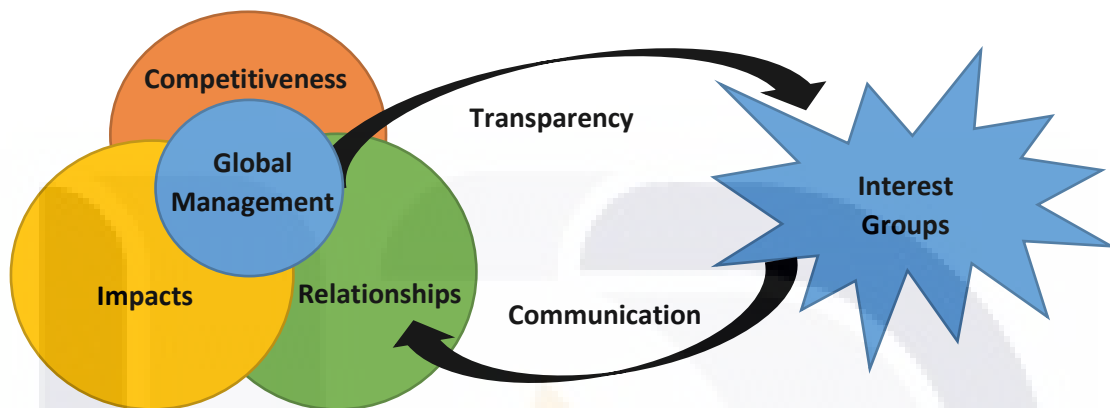 Competitiveness
Global
Management
Impacts
Relationships
Transparency
Communication
Interest
Groups